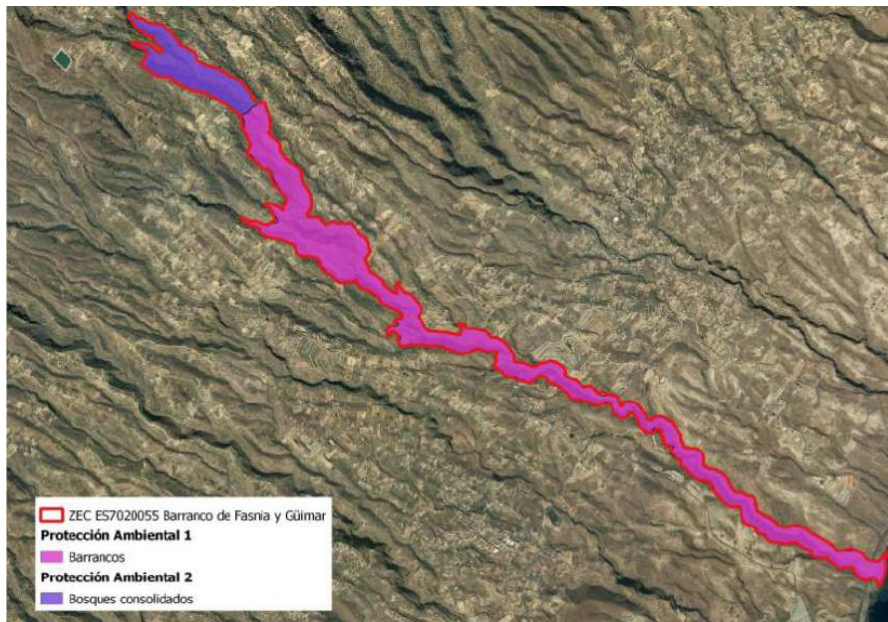 ZEC ES7020055 Barranco de Fasnia y Güimar
Protección Ambiental 1
Barrancos
Protección Ambiental 2
Bosques consolidados